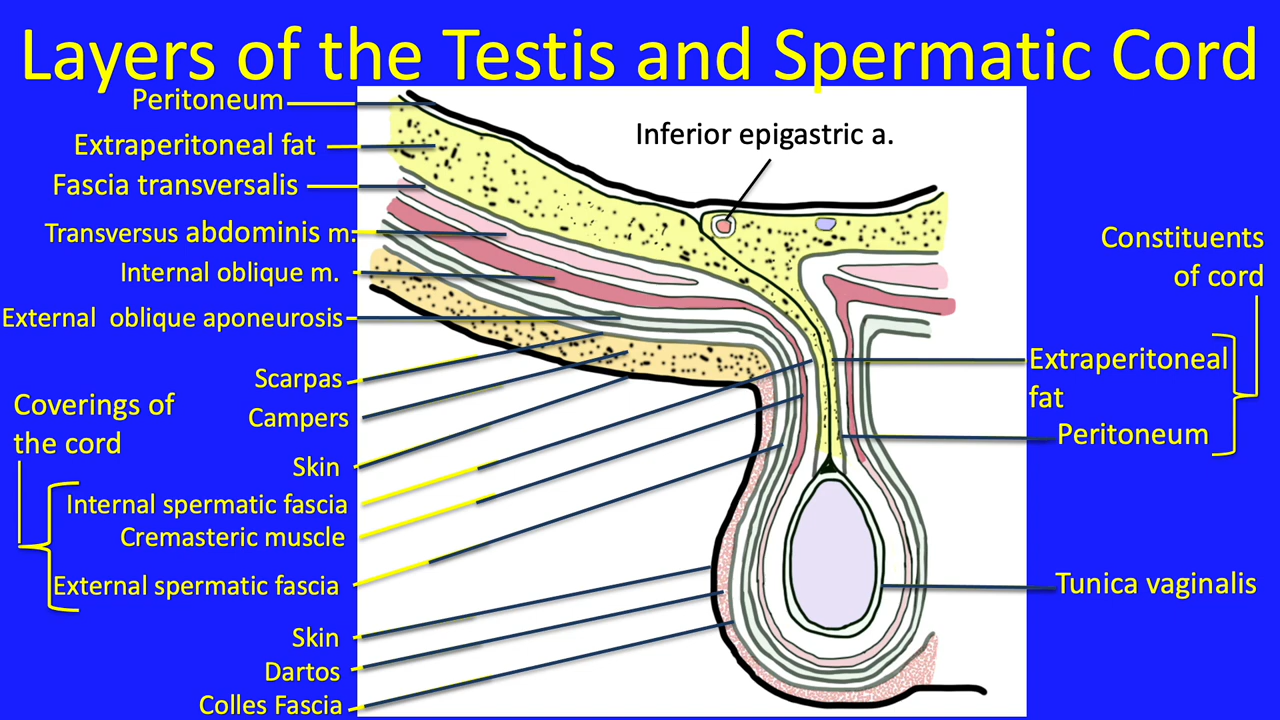 Layers of the Testis and Spermatic Cord
Peritoneum
Extraperitoneal fat
Fascia transversalis
Transversus abdominis m.
Internal oblique m.
External oblique aponeurosis
Scarpas
Campers
Skin
Coverings of
the cord
Internal spermatic fascia
Cremasteric muscle
External spermatic fascia
Skin
Dartos
Colles Fascia
Inferior epigastric a.
Constituents
of cord
Extraperitoneal
fat
Peritoneum
Tunica vaginalis